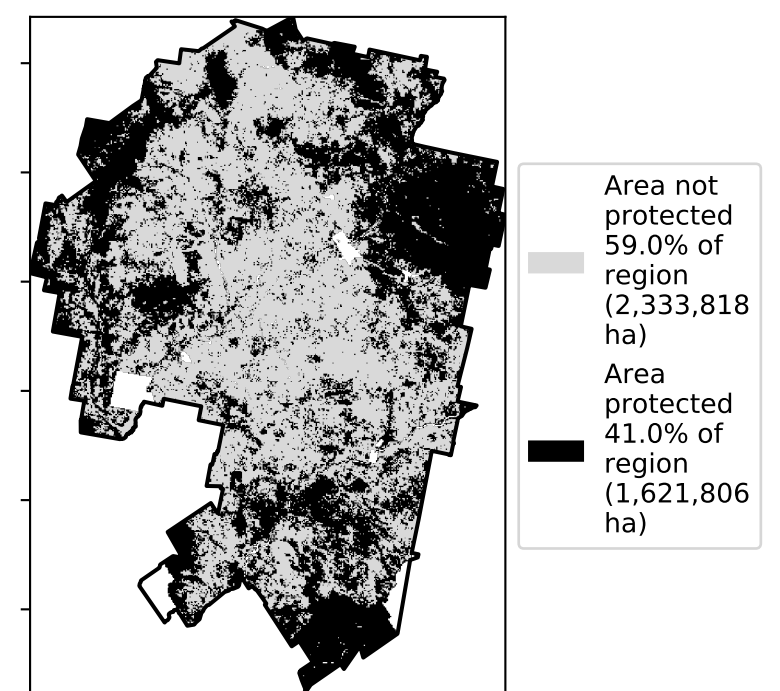 Area not
protected
59.0% of
region
(2,333,818
ha)
Area
protected
41.0% of
region
(1,621,806
ha)